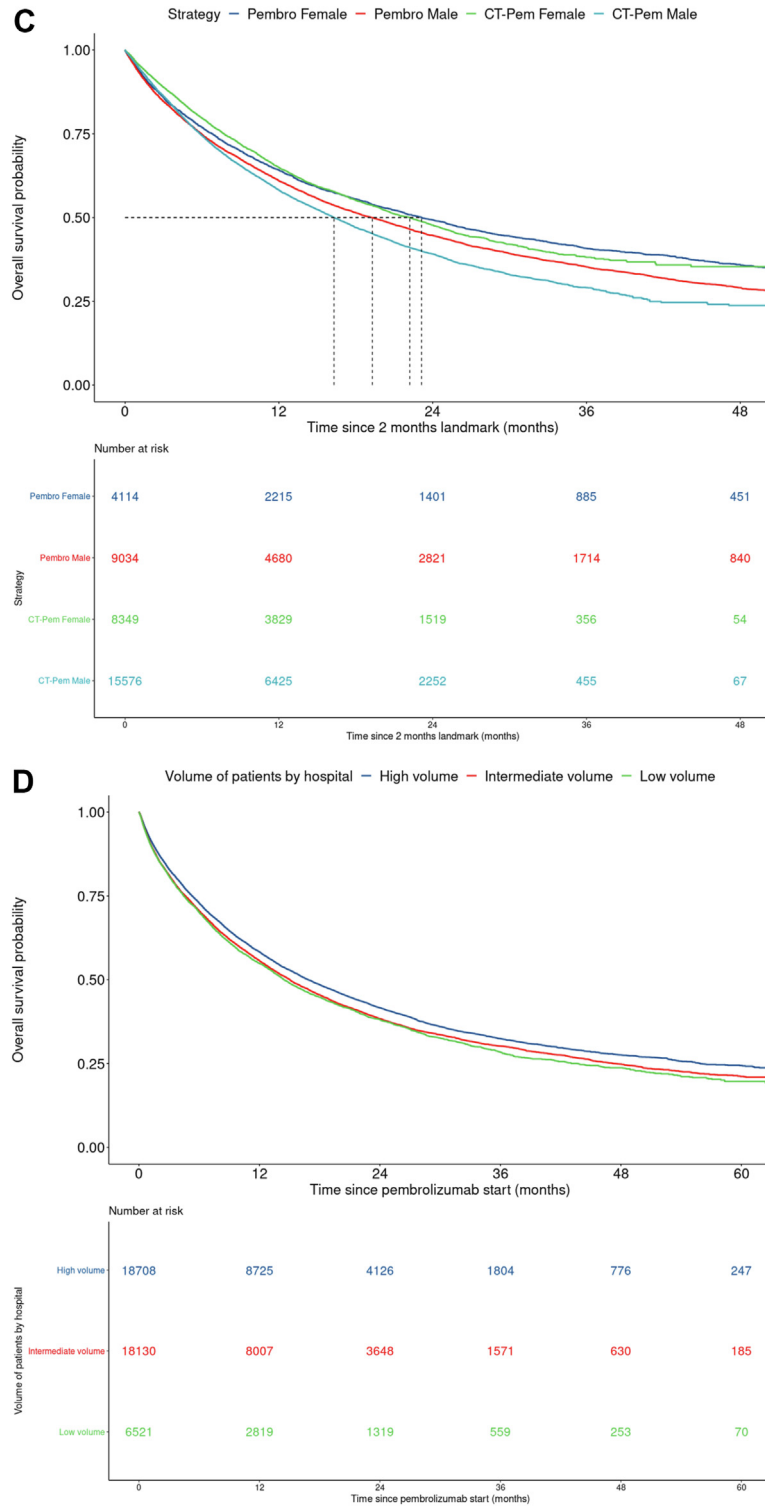 C
Strategy Pembro Female Pembro Male CT-Pem Female CT-Pem Male
Overall survival probability
1.00
0.75
0.50
0.25
0.00
0 12 24 36 48
Time since 2 months landmark (months)
Number at risk
Strategy
Pembro Female 4114 2215 1401 885 451
Pembro Male 9034 4680 2821 1714 840
CT-Pem Female 8349 3829 1519 356 54
CT-Pem Male 15576 6425 2252 455 67
0 12 24 36 48
Time since 2 months landmark (months)
D
Volume of patients by hospital High volume Intermediate volume Low volume
Overall survival probability
1.00
0.75
0.50
0.25
0.00
0 12 24 36 48 60
Time since pembrolizumab start (months)
Number at risk
Volume of patients by hospital
High volume 18708 8725 4126 1804 776 247
Intermediate volume 18130 8007 3648 1571 630 185
Low volume 6521 2819 1319 559 253 70
0 12 24 36 48 60
Time since pembrolizumab start (months)